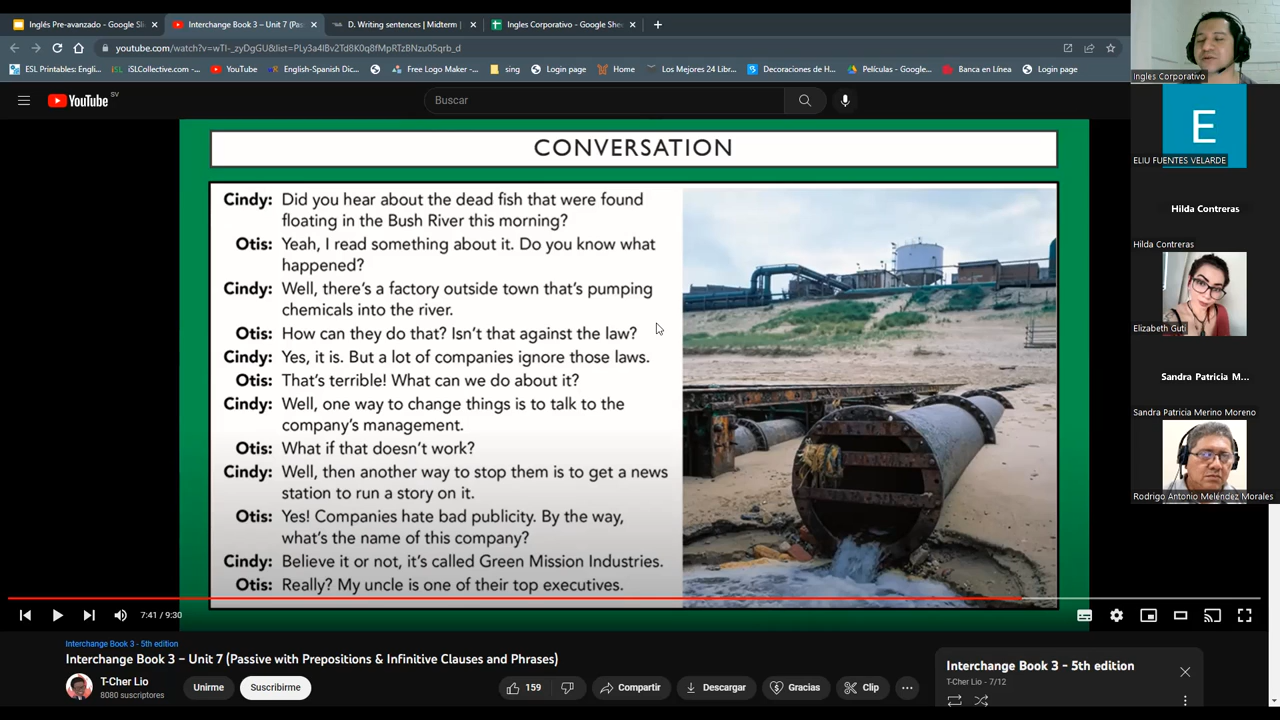 Inglés Pre-avanzado - Google Sli
Interchange Book 3 – Unit 7 (Pas
D. Writing sentences | Midterm |
Ingles Corporativo - Google She
youtube.com/watch?v=wTI-_zyDgGU&list=PLy3a4lBv2Td8K0q8fMpRTzBNzu05qrb_d
ESL Printables: Engli...
iSLCollective.com -...
YouTube
English-Spanish Dic...
Free Logo Maker -...
sing
Login page
Home
Los Mejores 24 Libr...
Decoraciones de H...
Películas - Google...
Banca en Línea
Login page
YouTube SV
Buscar
CONVERSATION
Cindy: Did you hear about the dead fish that were found
floating in the Bush River this morning?
Otis: Yeah, I read something about it. Do you know what
happened?
Cindy: Well, there's a factory outside town that's pumping
chemicals into the river.
Otis: How can they do that? Isn't that against the law?
Cindy: Yes, it is. But a lot of companies ignore those laws.
Otis: That's terrible! What can we do about it?
Cindy: Well, one way to change things is to talk to the
company's management.
Otis: What if that doesn't work?
Cindy: Well, then another way to stop them is to get a news
station to run a story on it.
Otis: Yes! Companies hate bad publicity. By the way,
what's the name of this company?
Cindy: Believe it or not, it's called Green Mission Industries.
Otis: Really? My uncle is one of their top executives.
7:41 / 9:30
Interchange Book 3 - 5th edition
Interchange Book 3 – Unit 7 (Passive with Prepositions & Infinitive Clauses and Phrases)
T-Cher Lio
8080 suscriptores
Unirme
Suscribirme
159
Compartir
Descargar
Gracias
Clip
Interchange Book 3 - 5th edition
T-Cher Lio - 7/12
Ingles Corporativo
E
ELIU FUENTES VELARDE
Hilda Contreras
Hilda Contreras
Elizabeth Guti
Sandra Patricia M...
Sandra Patricia Merino Moreno
Rodrigo Antonio Meléndez Morales